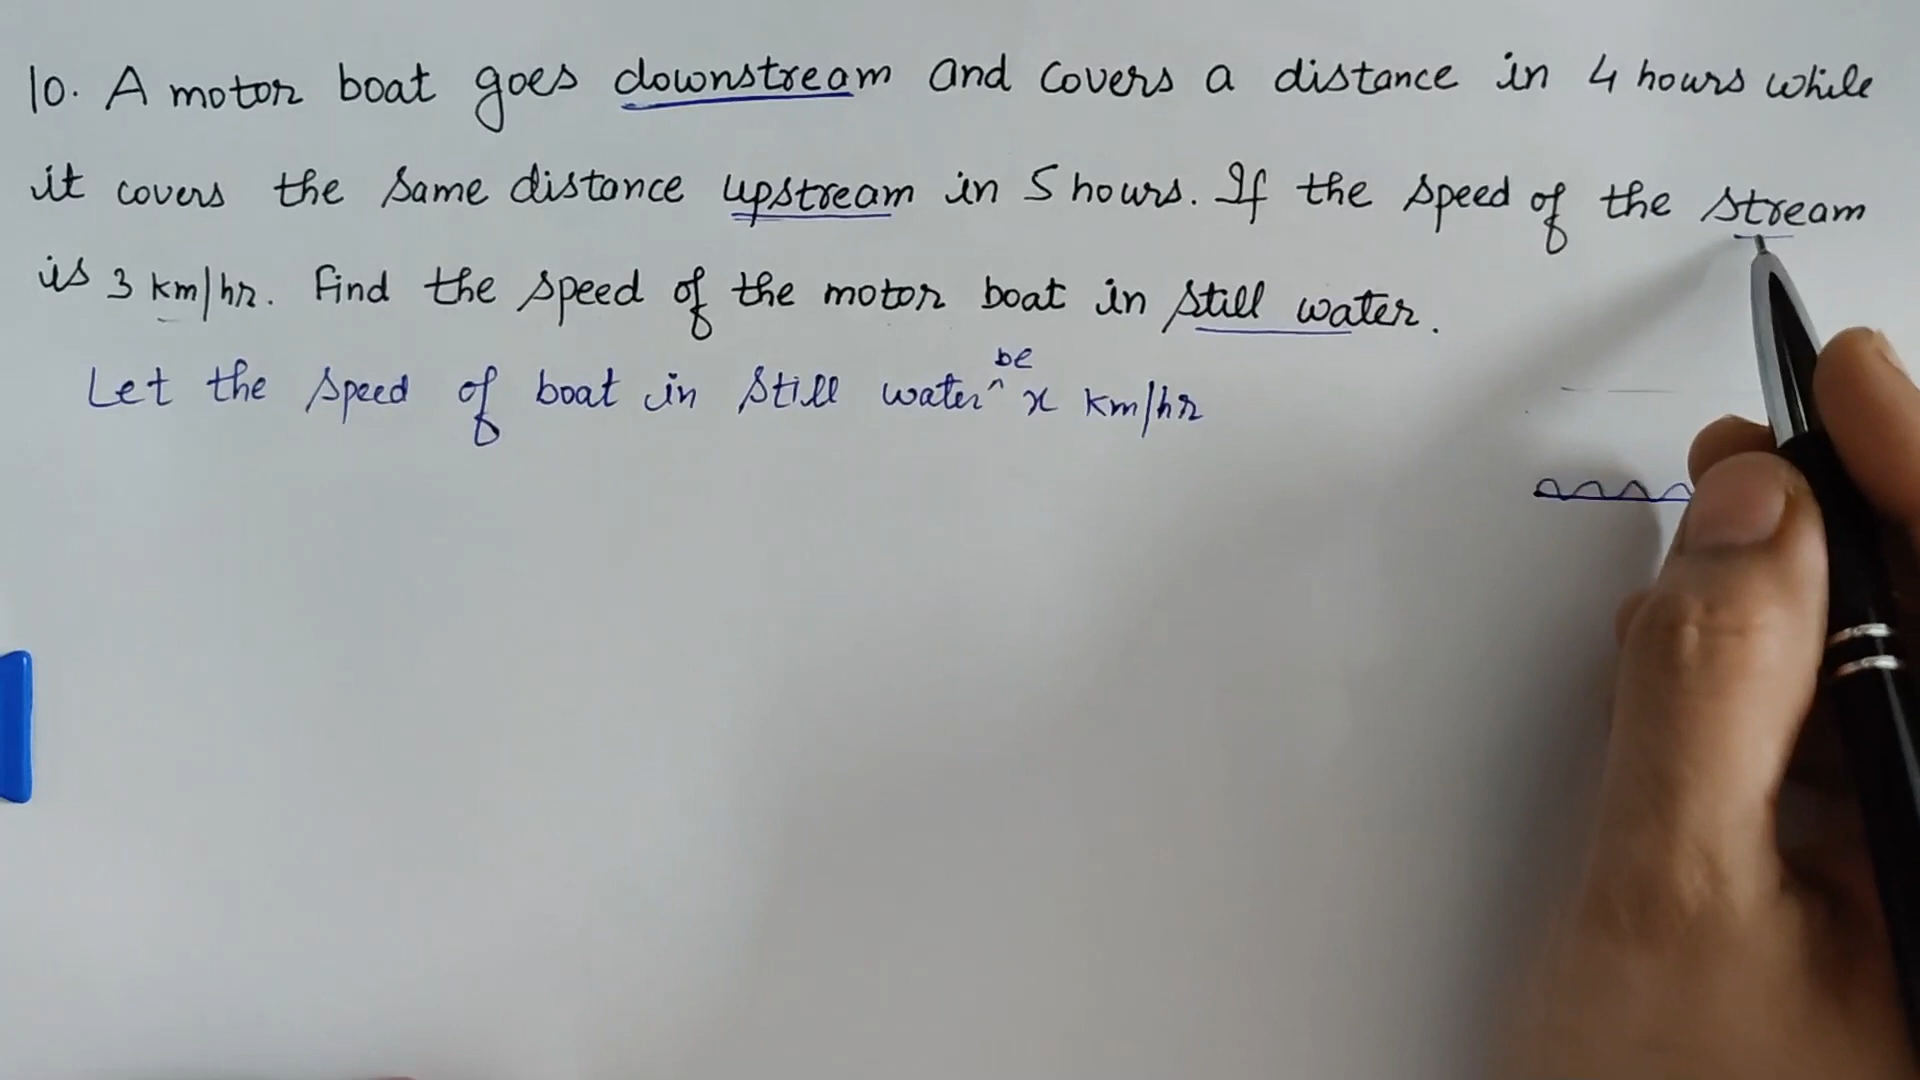 10. A motor boat goes downstream and covers a distance in 4 hours while
it covers the same distance upstream in 5 hours. If the speed of the stream
is 3 km/hr. Find the speed of the motor boat in still water.
Let the speed of boat in still water ^ be x km/hr